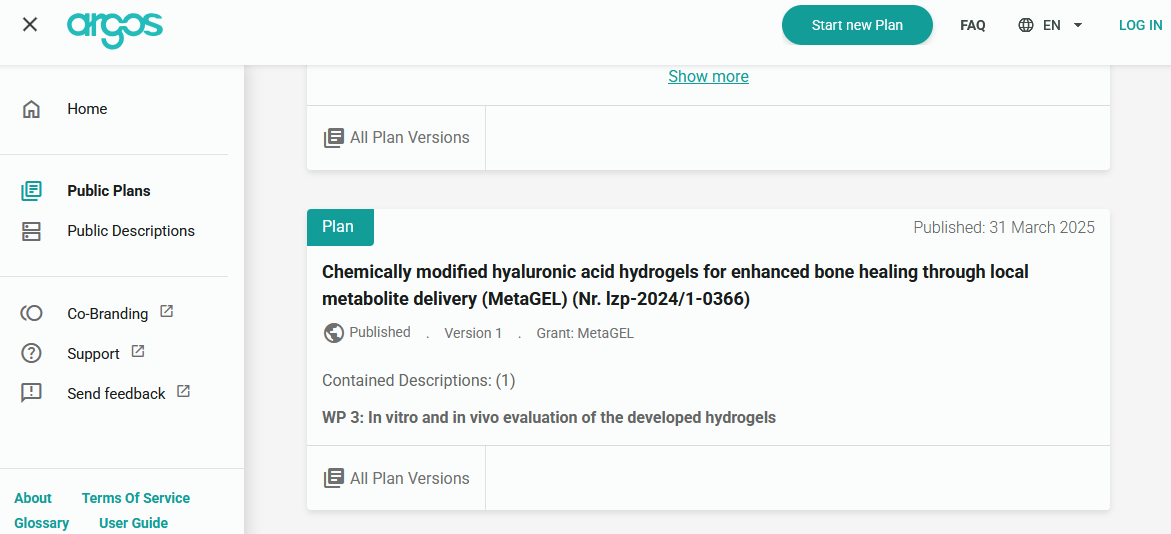 argos
Start new Plan
FAQ
EN
LOG IN
Home
Public Plans
Public Descriptions
Co-Branding
Support
Send feedback
About
Terms Of Service
Glossary
User Guide
Show more
All Plan Versions
Plan
Published: 31 March 2025
Chemically modified hyaluronic acid hydrogels for enhanced bone healing through local
metabolite delivery (MetaGEL) (Nr. lzp-2024/1-0366)
Published . Version 1 . Grant: MetaGEL
Contained Descriptions: (1)
WP 3: In vitro and in vivo evaluation of the developed hydrogels
All Plan Versions